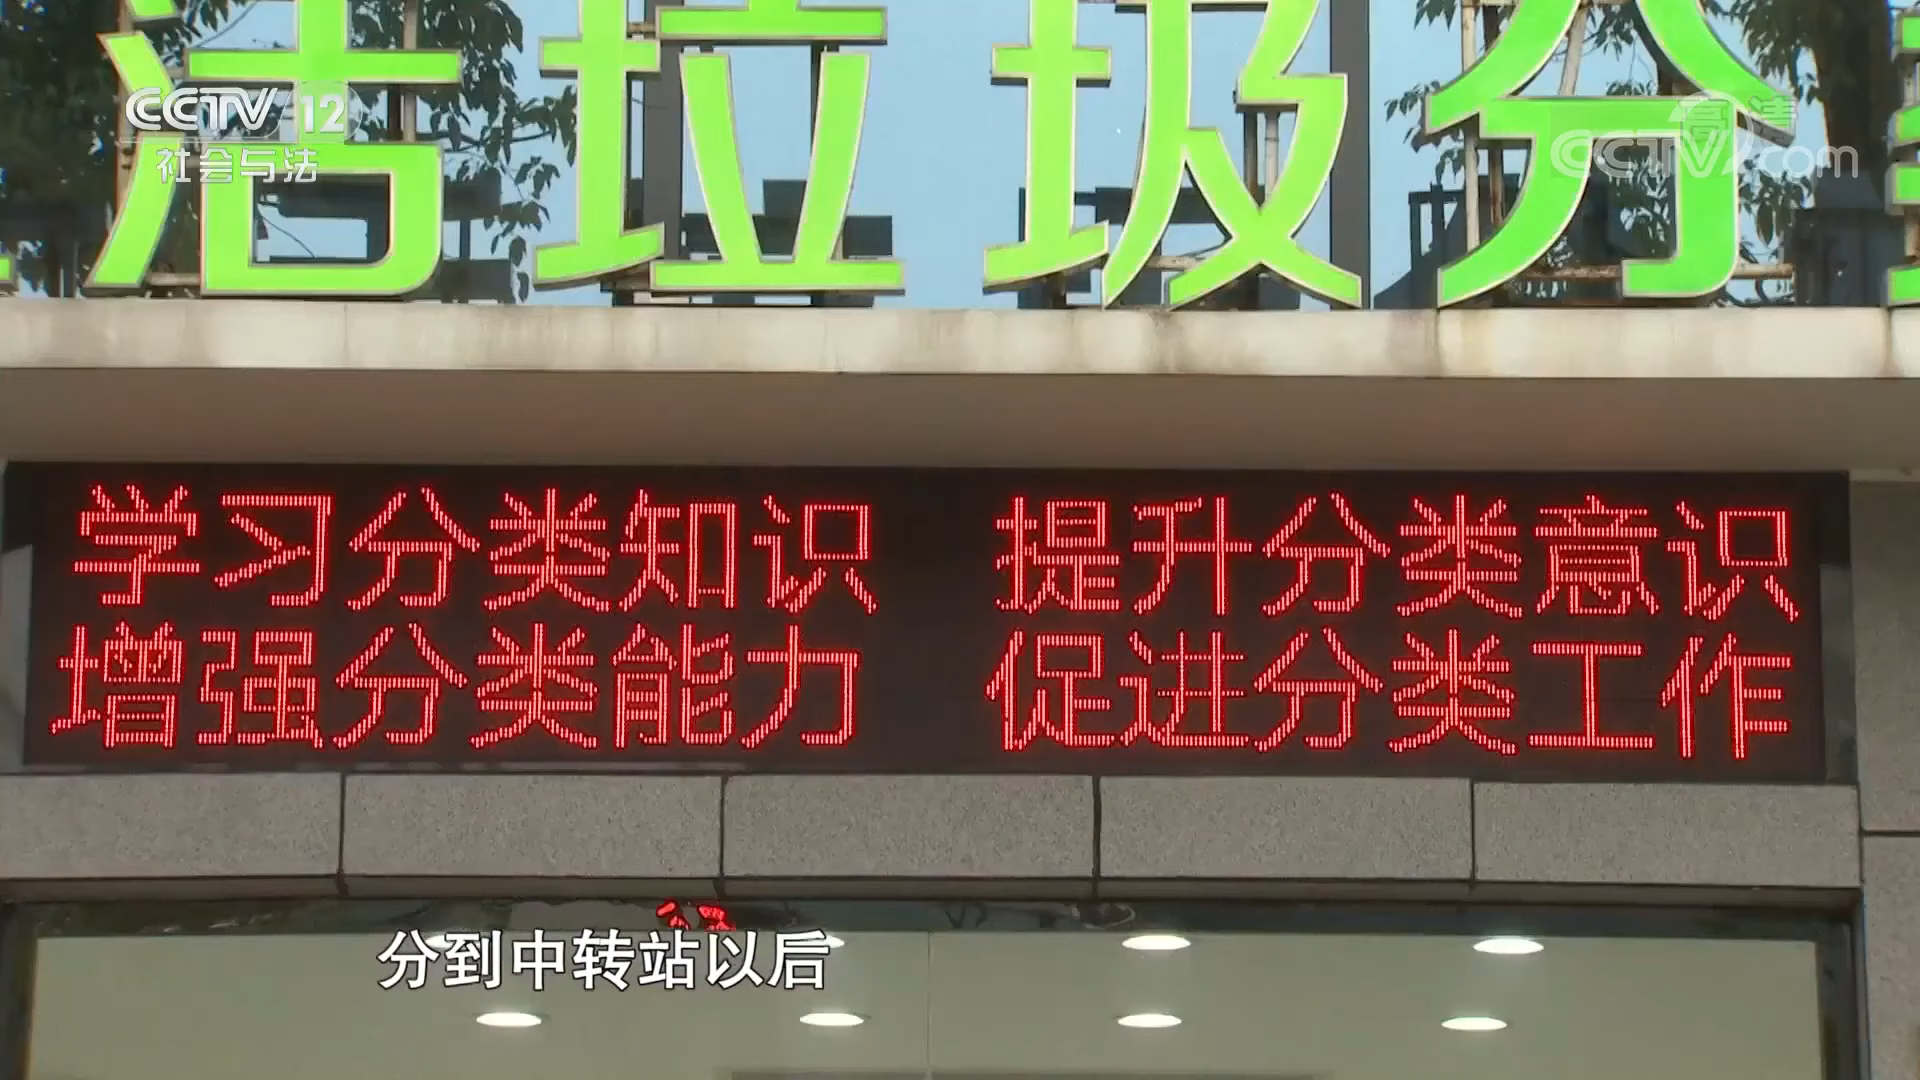 活垃圾分
CCTV 12
社会与法
高清
CCTV.com
学习分类知识 提升分类意识
增强分类能力 促进分类工作
分到中转站以后